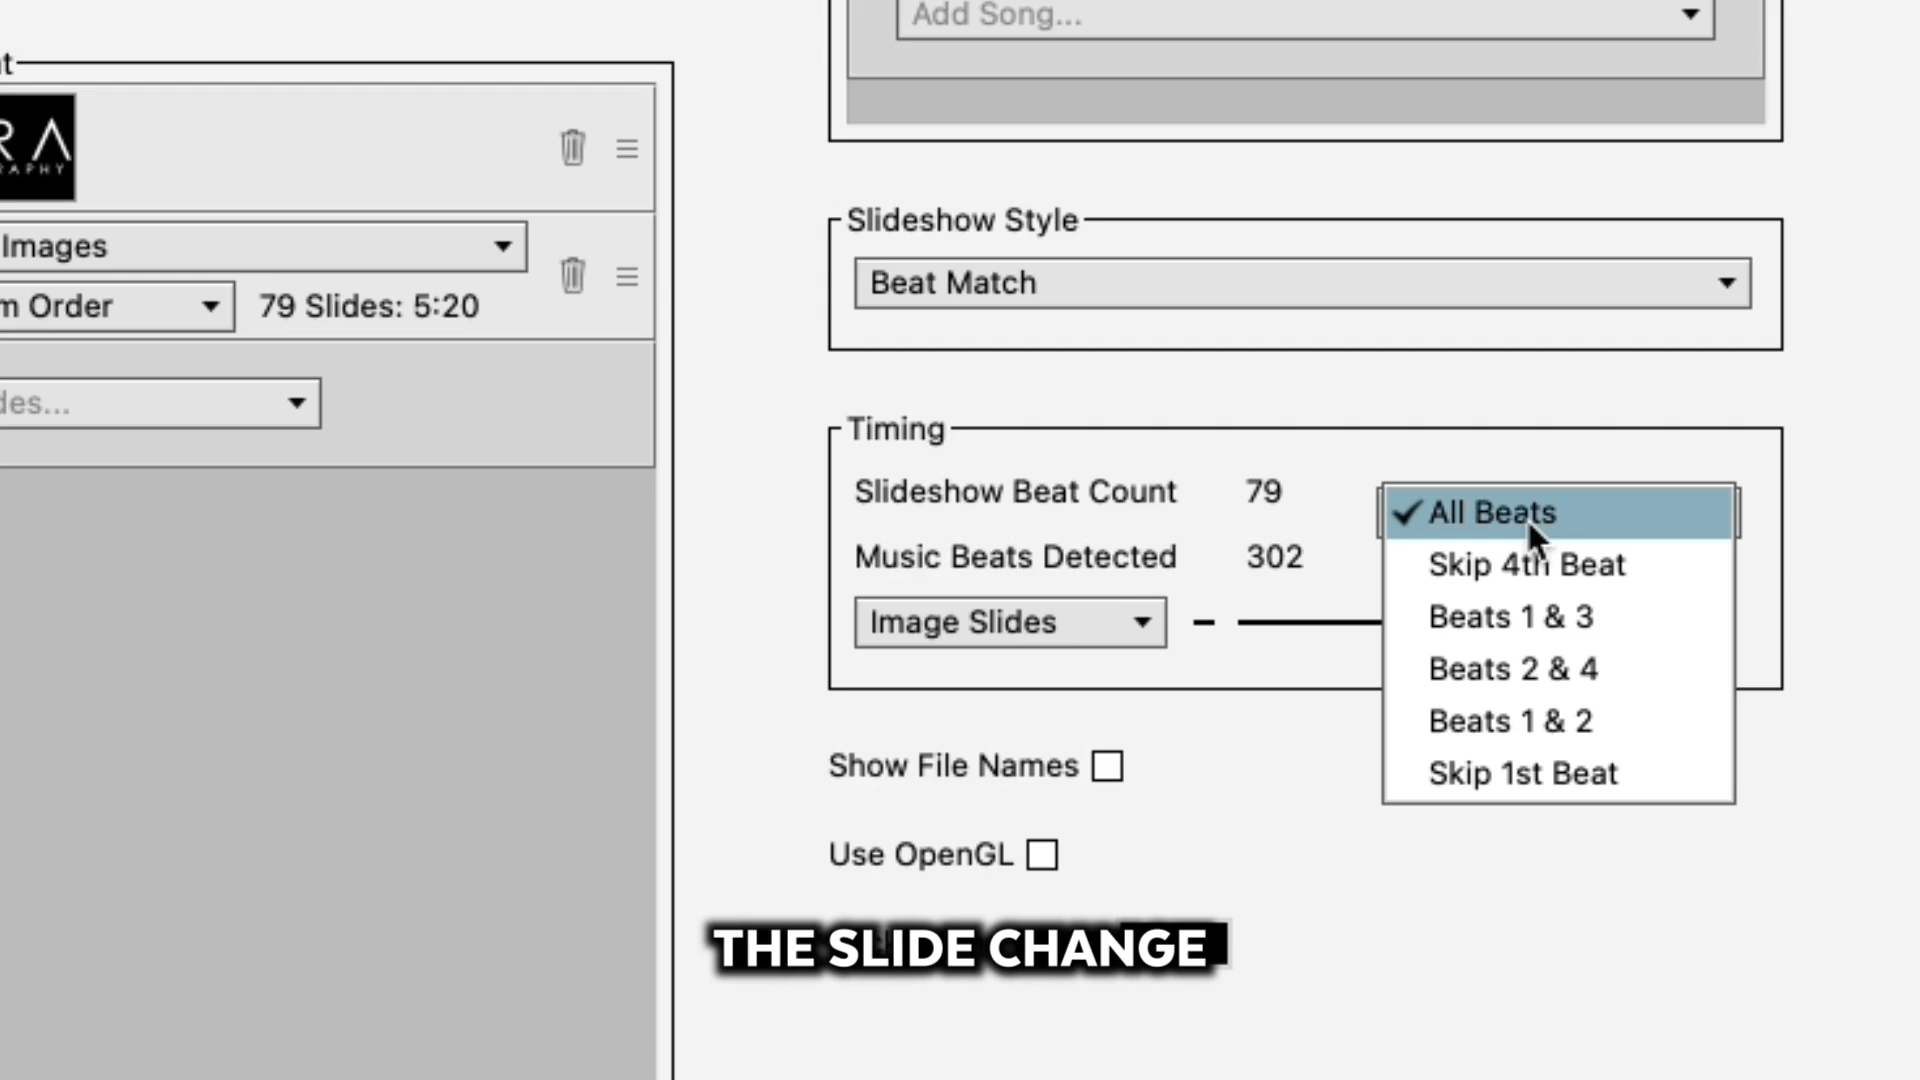 Add Song...
RA
RAPHY
Images
79 Slides: 5:20
Slideshow Style
Beat Match
Timing
Slideshow Beat Count 79
Music Beats Detected 302
Image Slides
All Beats
Skip 4th Beat
Beats 1 & 3
Beats 2 & 4
Beats 1 & 2
Skip 1st Beat
Order
Show File Names
Use OpenGL
THE SLIDE CHANGE